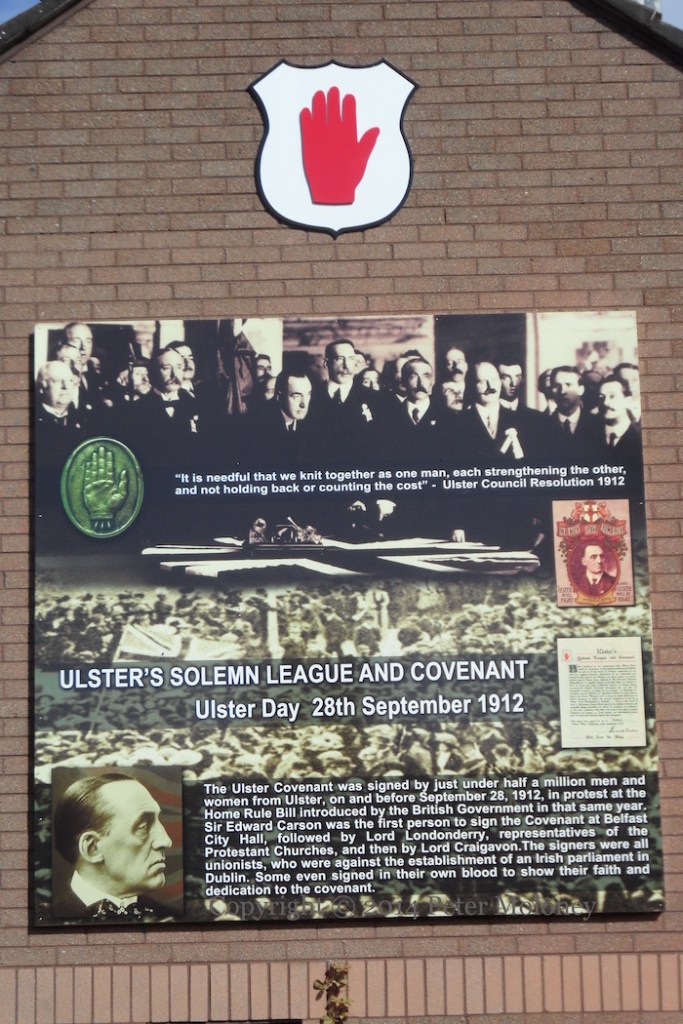 "It is needful that we knit together as one man, each strengthening the other,
and not holding back or counting the cost" - Ulster Council Resolution 1912
ULSTER'S SOLEMN LEAGUE AND COVENANT
Ulster Day 28th September 1912
The Ulster Covenant was signed by just under half a million men and
women from Ulster, on and before September 28, 1912, in protest at the
Home Rule Bill introduced by the British Government in that same year.
Sir Edward Carson was the first person to sign the Covenant at Belfast
City Hall, followed by Lord Londonderry, representatives of the
Protestant Churches, and then by Lord Craigavon.The signers were all
unionists, who were against the establishment of an Irish parliament in
Dublin. Some even signed in their own blood to show their faith and
dedication to the covenant.
Copyright © 2014 Peter Moloney